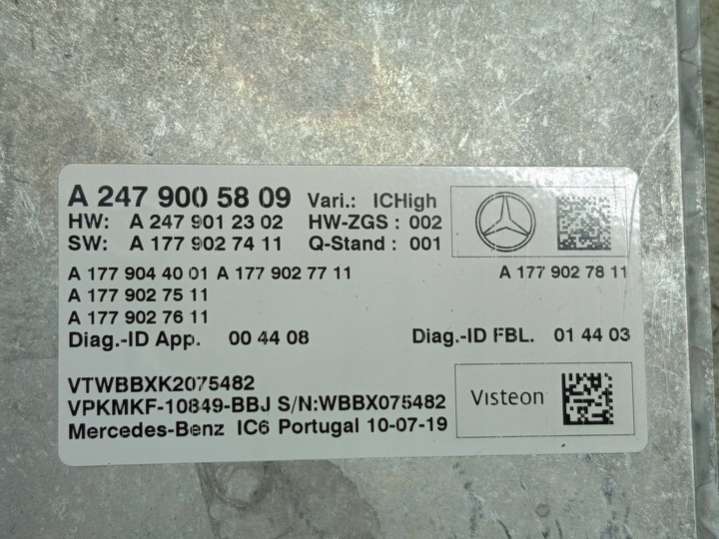 A 247 900 58 09 Vari.: ICHigh
HW: A 247 901 23 02 HW-ZGS : 002
SW: A 177 902 74 11 Q-Stand : 001
A 177 904 40 01 A 177 902 77 11 A 177 902 78 11
A 177 902 75 11
A 177 902 76 11
Diag.-ID App. 00 44 08 Diag.-ID FBL. 01 44 03
VTWBBXK2075482
VPKMKF-10849-BBJ S/N:WBBX075482
Mercedes-Benz IC6 Portugal 10-07-19
Visteon